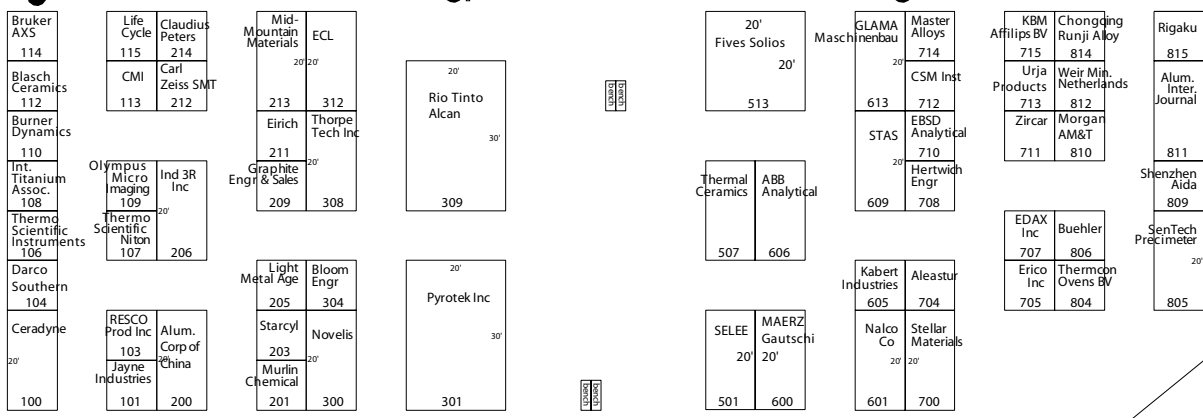 Bruker
AXS
114
Blasch
Ceramics
112
Burner
Dynamics
110
Int.
Titanium
Assoc.
108
Thermo
Scientific
Instruments
106
Darco
Southern
104
Ceradyne
20'
100
Life
Cycle
115
Claudius
Peters
214
CMI
113
Carl
Zeiss SMT
212
Olympus
Micro
Imaging
109
Ind 3R
Inc
20'
206
Thermo
Scientific
Niton
107
RESCO
Prod Inc
103
Alum.
Corp of
China
20'
200
Jayne
Industries
101
Mid-
Mountain
Materials
20'
213
ECL
20'
312
Eirich
211
Thorpe
Tech Inc
20'
308
Graphite
Engr & Sales
209
Light
Metal Age
205
Bloom
Engr
304
Starcyl
203
Novelis
20'
300
Murlin
Chemical
201
20'
Rio Tinto
Alcan
30'
309
20'
Pyrotek Inc
30'
301
bench
bench
bench
bench
20'
Fives Solios
20'
513
Thermal
Ceramics
507
ABB
Analytical
606
SELEE
20'
501
MAERZ
Gautschi
20'
600
GLAMA
Maschinenbau
613
Master
Alloys
714
CSM Inst
712
STAS
20'
609
EBSD
Analytical
710
Hertwich
Engr
708
Kabert
Industries
605
Aleastur
704
Nalco
Co
20'
601
Stellar
Materials
20'
700
KBM
Affilips BV
715
Chongqing
Runji Alloy
814
Urja
Products
713
Weir Min.
Netherlands
812
Zircar
711
Morgan
AM&T
810
EDAX
Inc
707
Buehler
806
Erico
Inc
705
Thermcon
Ovens BV
804
Rigaku
815
Alum.
Inter.
Journal
811
Shenzhen
Aida
809
SenTech
Precimeter
20'
805